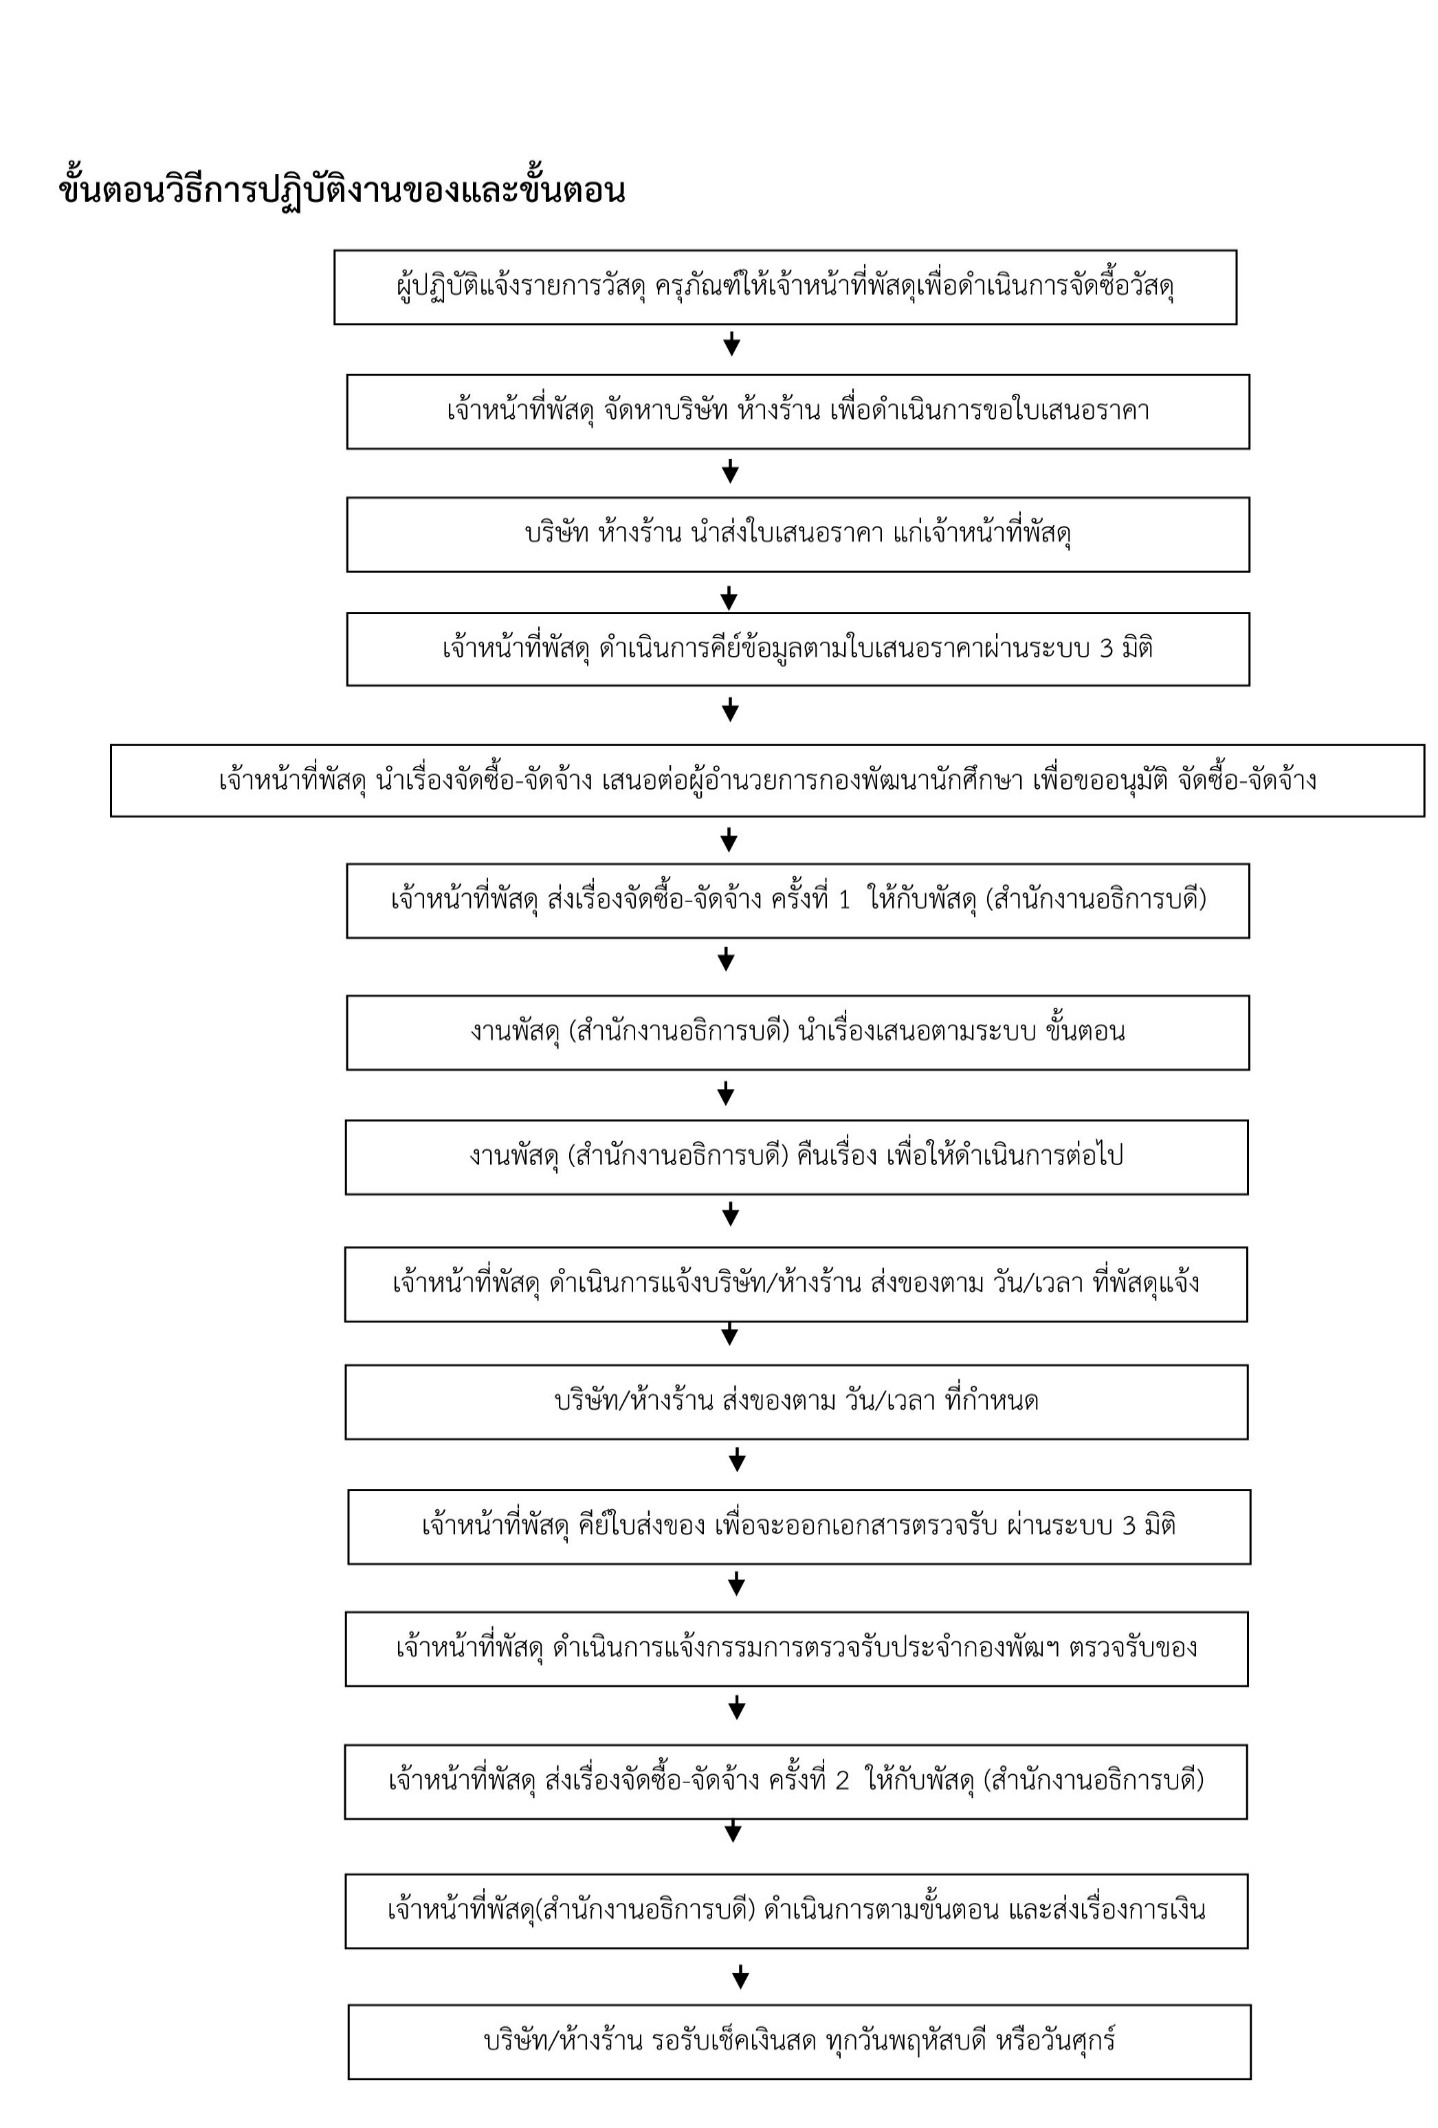 ขั้นตอนวิธีการปฏิบัติงานของและขั้นตอน
ผู้ปฏิบัติแจ้งรายการวัสดุ ครุภัณฑ์ให้เจ้าหน้าที่พัสดุเพื่อดำเนินการจัดซื้อวัสดุ
เจ้าหน้าที่พัสดุ จัดหาบริษัท ห้างร้าน เพื่อดำเนินการขอใบเสนอราคา
บริษัท ห้างร้าน นำส่งใบเสนอราคา แก่เจ้าหน้าที่พัสดุ
เจ้าหน้าที่พัสดุ ดำเนินการคีย์ข้อมูลตามใบเสนอราคาผ่านระบบ 3 มิติ
เจ้าหน้าที่พัสดุ นำเรื่องจัดซื้อ-จัดจ้าง เสนอต่อผู้อำนวยการกองพัฒนานักศึกษา เพื่อขออนุมัติ จัดซื้อ-จัดจ้าง
เจ้าหน้าที่พัสดุ ส่งเรื่องจัดซื้อ-จัดจ้าง ครั้งที่ 1 ให้กับพัสดุ (สำนักงานอธิการบดี)
งานพัสดุ (สำนักงานอธิการบดี) นำเรื่องเสนอตามระบบ ขั้นตอน
งานพัสดุ (สำนักงานอธิการบดี) คืนเรื่อง เพื่อให้ดำเนินการต่อไป
เจ้าหน้าที่พัสดุ ดำเนินการแจ้งบริษัท/ห้างร้าน ส่งของตาม วัน/เวลา ที่พัสดุแจ้ง
บริษัท/ห้างร้าน ส่งของตาม วัน/เวลา ที่กำหนด
เจ้าหน้าที่พัสดุ คีย์ใบส่งของ เพื่อจะออกเอกสารตรวจรับ ผ่านระบบ 3 มิติ
เจ้าหน้าที่พัสดุ ดำเนินการแจ้งกรรมการตรวจรับประจำกองพัฒฯ ตรวจรับของ
เจ้าหน้าที่พัสดุ ส่งเรื่องจัดซื้อ-จัดจ้าง ครั้งที่ 2 ให้กับพัสดุ (สำนักงานอธิการบดี)
เจ้าหน้าที่พัสดุ(สำนักงานอธิการบดี) ดำเนินการตามขั้นตอน และส่งเรื่องการเงิน
บริษัท/ห้างร้าน รอรับเช็คเงินสด ทุกวันพฤหัสบดี หรือวันศุกร์